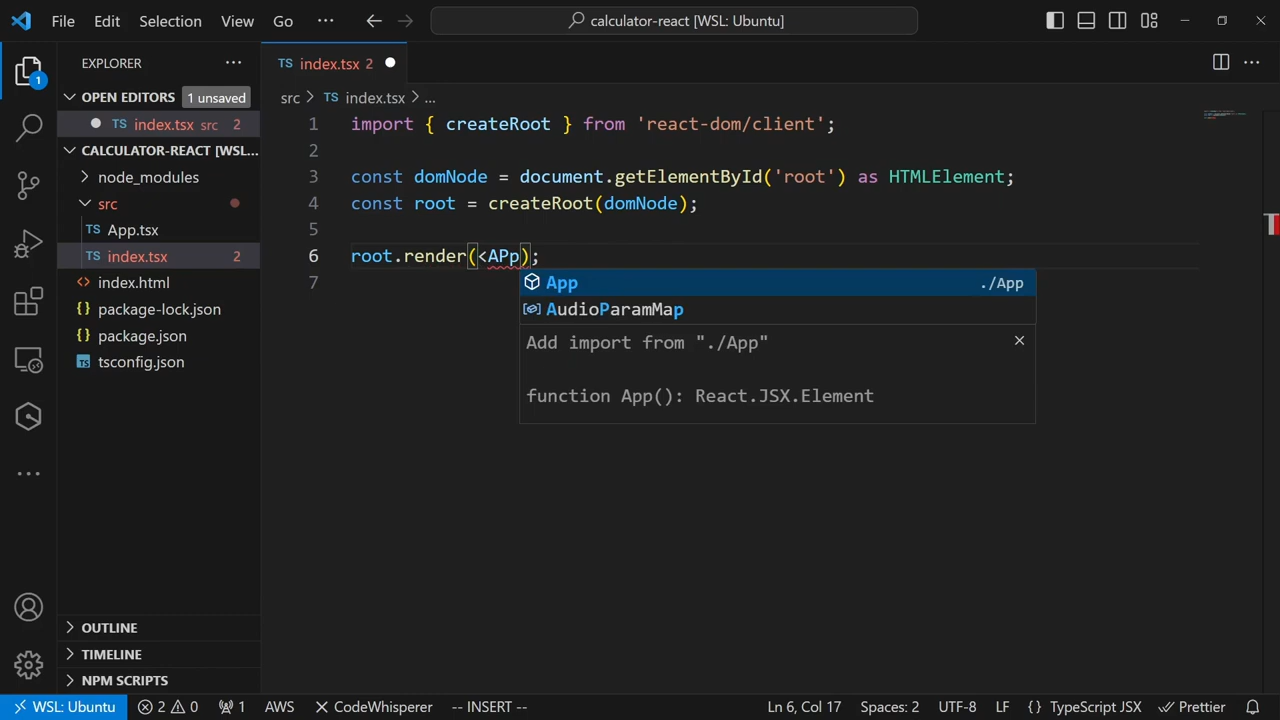 File Edit Selection View Go ··· calculator-react [WSL: Ubuntu]
EXPLORER
OPEN EDITORS 1 unsaved
TS index.tsx src 2
CALCULATOR-REACT [WSL...
node_modules
src
TS App.tsx
TS index.tsx 2
<> index.html
{} package-lock.json
{} package.json
TS tsconfig.json
OUTLINE
TIMELINE
NPM SCRIPTS
1
TS index.tsx 2
src > TS index.tsx > ...
1 import { createRoot } from 'react-dom/client';
2
3 const domNode = document.getElementById('root') as HTMLElement;
4 const root = createRoot(domNode);
5
6 root.render(<APp);
7
App ./App
AudioParamMap
Add import from "./App"
function App(): React.JSX.Element
WSL: Ubuntu 2 0 1 AWS CodeWhisperer -- INSERT -- Ln 6, Col 17 Spaces: 2 UTF-8 LF {} TypeScript JSX Prettier